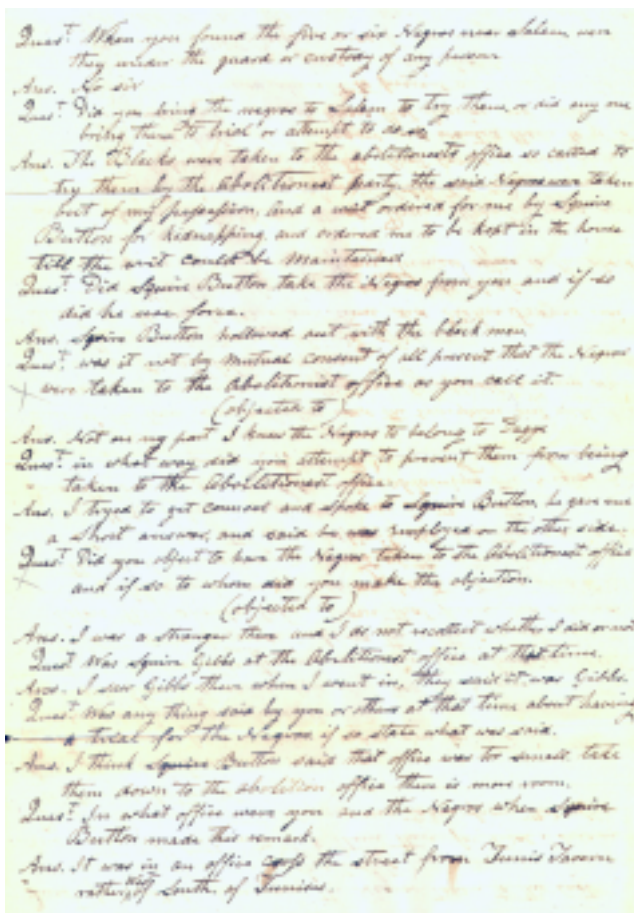 Quest. When you found the five or six Negros near Salem were
they under the guard or custody of any person
Ans. No sir
Quest. Did you bring the negros to Salem to try them, or did any one
bring them to trial or attempt to do so
Ans. The Blacks were taken to the abolitionests office so called to
try them by the Abolitionest party, the said Negros were taken
out of my possession, and a writ ordered for me by Squire
Button for kidnapping and ordered me to be kept in the house
till the writ could be maintained
Quest. Did Squire Button take the Negros from you and if so
did he use force.
Ans. Squire Button hollowed out with the black men,
Quest. was it not by mutual consent of all present that the Negros
were taken to the Abolitionest office as you call it.
(objected to)
Ans. Not on my part I knew the Negros to belong to
Quest. in what way did you attempt to prevent them from being
taken to the Abolitionest office
Ans. I tryed to get councel and spoke to Squire Button, he gave me
a short answer, and said he was employed on the other side.
Quest. Did you object to have the Negros taken to the Abolitionest office
and if so to whom did you make the objection.
(objected to)
Ans. I was a stranger there and I do not recollect whether I did or not
Quest. Was Squire Gibbs at the Abolitionest office at that time.
Ans. I saw Gibbs there when I went in, they said it was Gibbs.
Quest. Was any thing said by you or others at that time about having
a trial for the Negros if so state what was said.
Ans. I think Squire Button said that office was too small, take
them down to the abolition office there is more room.
Quest. In what office were you and the Negros when Squire
Button made this remark.
Ans. It was in an office the street from Tavern
rather west of South of